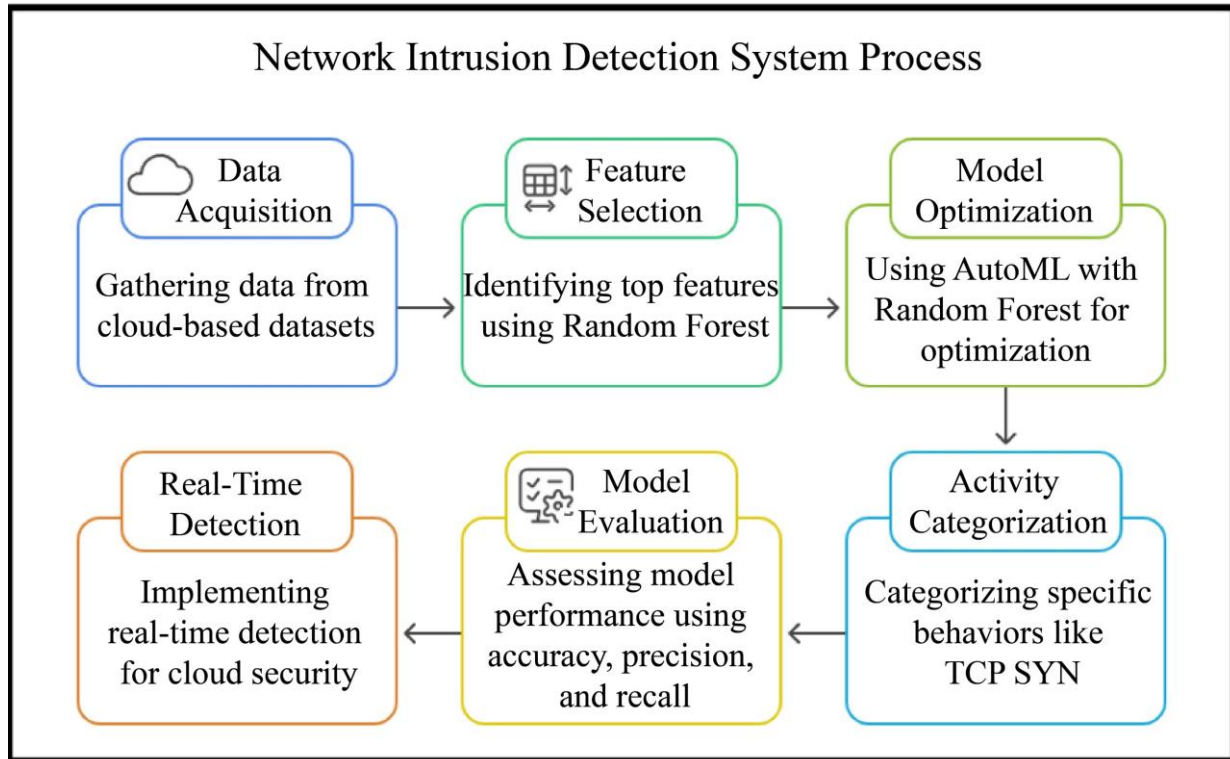 Network Intrusion Detection System Process
Data
Acquisition
Gathering data from
cloud-based datasets
Feature
Selection
Identifying top features
using Random Forest
Model
Optimization
Using AutoML with
Random Forest for
optimization
Activity
Categorization
Categorizing specific
behaviors like
TCP SYN
Model
Evaluation
Assessing model
performance using
accuracy, precision,
and recall
Real-Time
Detection
Implementing
real-time detection
for cloud security